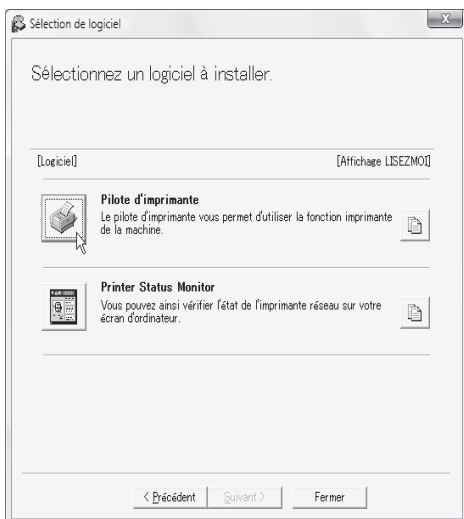 Sélection de logiciel
Sélectionnez un logiciel à installer.
[Logiciel] [Affichage LISEZMOI]
Pilote d'imprimante
Le pilote d'imprimante vous permet d'utiliser la fonction imprimante
de la machine.
Printer Status Monitor
Vous pouvez ainsi vérifier l'état de l'imprimante réseau sur votre
écran d'ordinateur.
< Précédent Suivant > Fermer